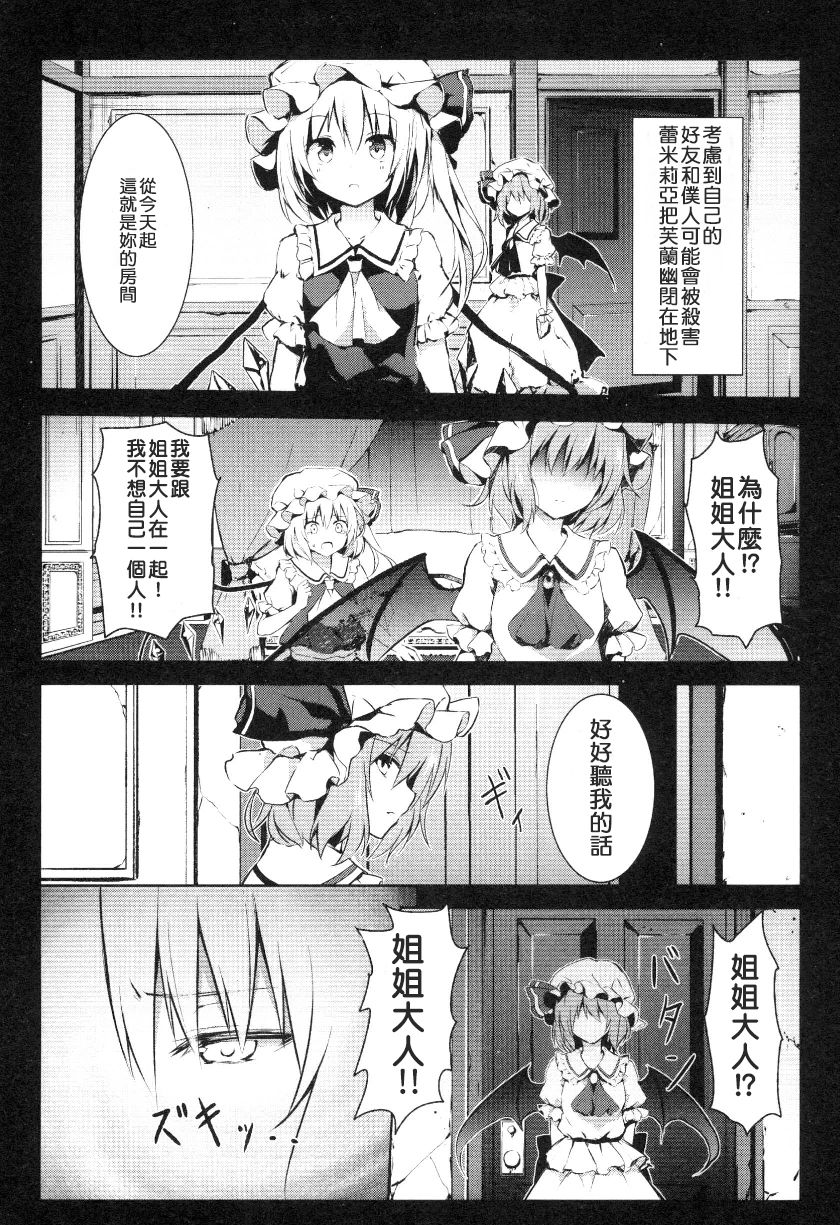 考慮到自己的
好友和僕人可能會被殺害
蕾米莉亞把芙蘭幽閉在地下
從今天起
這就是妳的房間
為什麼!?
姐姐大人!!
我要跟
姐姐大人在一起！
我不想自己一個人!!
好好聽我的話
ギィ
姐姐大人!?
バタン
姐姐大人!!
ズキッ..